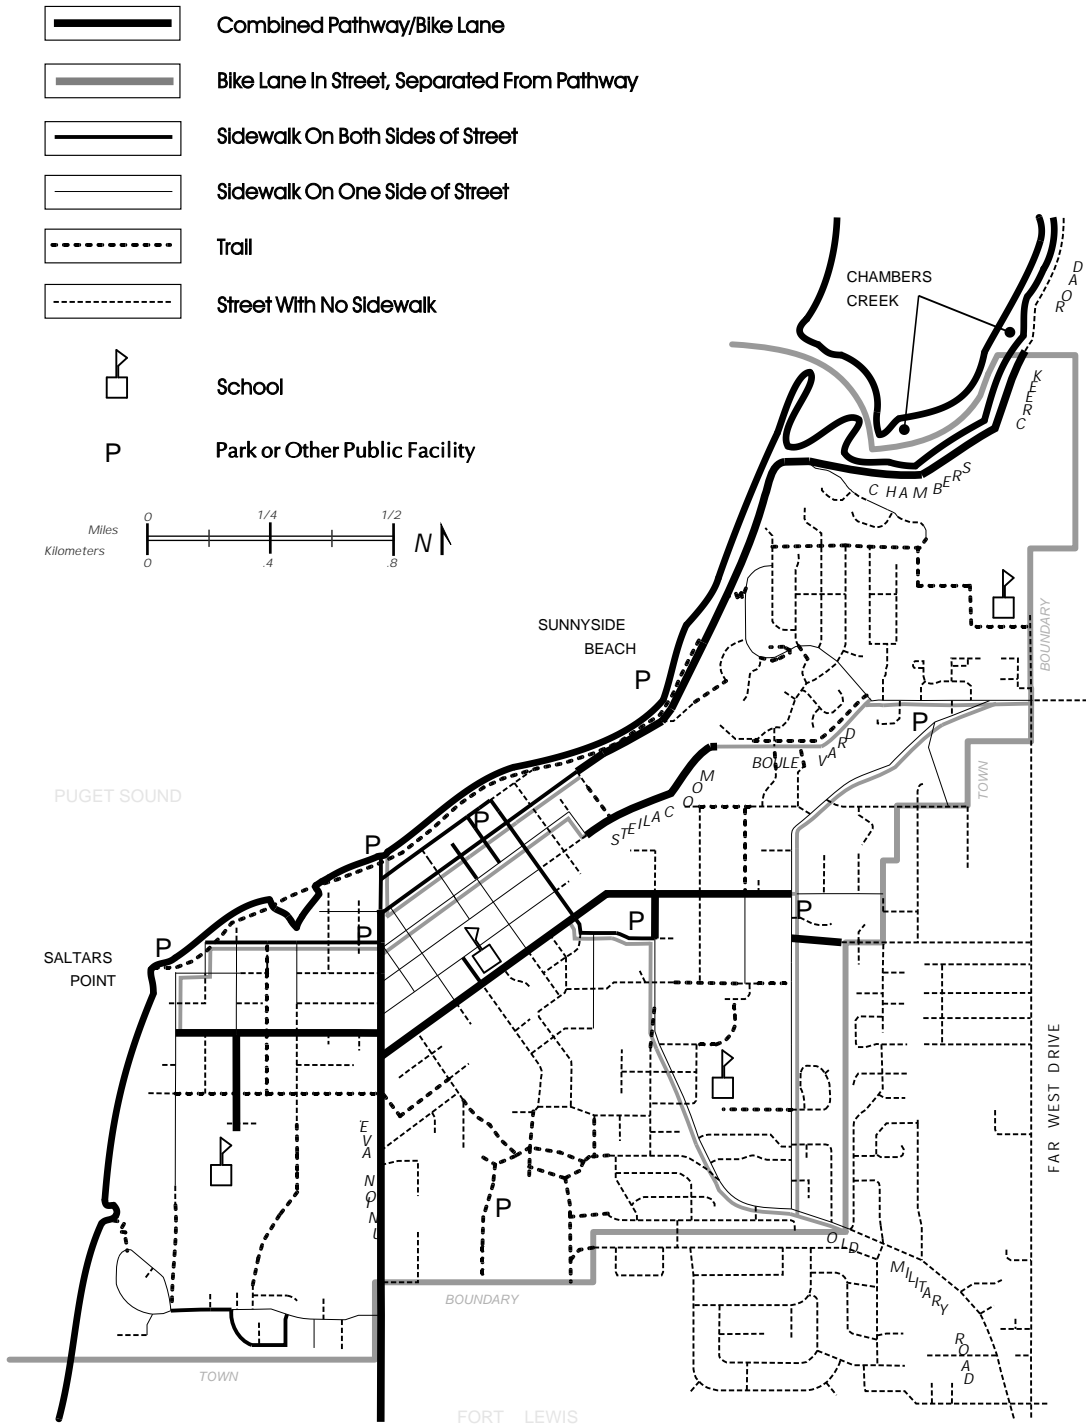 Combined Pathway/Bike Lane
Bike Lane In Street, Separated From Pathway
Sidewalk On Both Sides of Street
Sidewalk On One Side of Street
Trail
Street With No Sidewalk
School
P Park or Other Public Facility
0 1/4 1/2
Miles
Kilometers
0 .4 .8
N
CHAMBERS
CREEK
CHAMBERS CREEK ROAD
SUNNYSIDE
BEACH
P
BOUNDARY
P
BOULEVARD
TOWN
STEILACOOM
PUGET SOUND
P
P
P
P
P
P
SALTARS
POINT
FAR WEST DRIVE
UNION AVE
P
OLD MILITARY ROAD
BOUNDARY
TOWN
FORT LEWIS